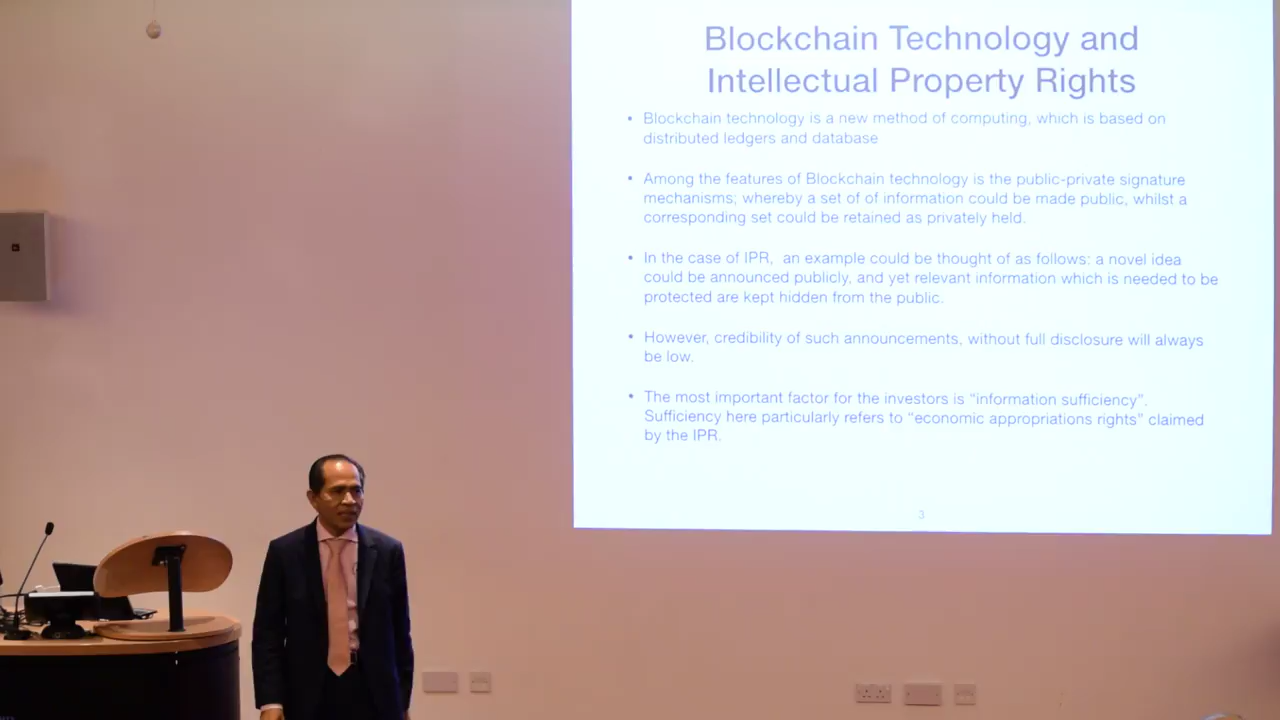 Blockchain Technology and
Intellectual Property Rights
• Blockchain technology is a new method of computing, which is based on
distributed ledgers and database
• Among the features of Blockchain technology is the public-private signature
mechanisms; whereby a set of of information could be made public, whilst a
corresponding set could be retained as privately held.
• In the case of IPR, an example could be thought of as follows: a novel idea
could be announced publicly, and yet relevant information which is needed to be
protected are kept hidden from the public.
• However, credibility of such announcements, without full disclosure will always
be low.
• The most important factor for the investors is “information sufficiency”.
Sufficiency here particularly refers to “economic appropriations rights” claimed
by the IPR.
3